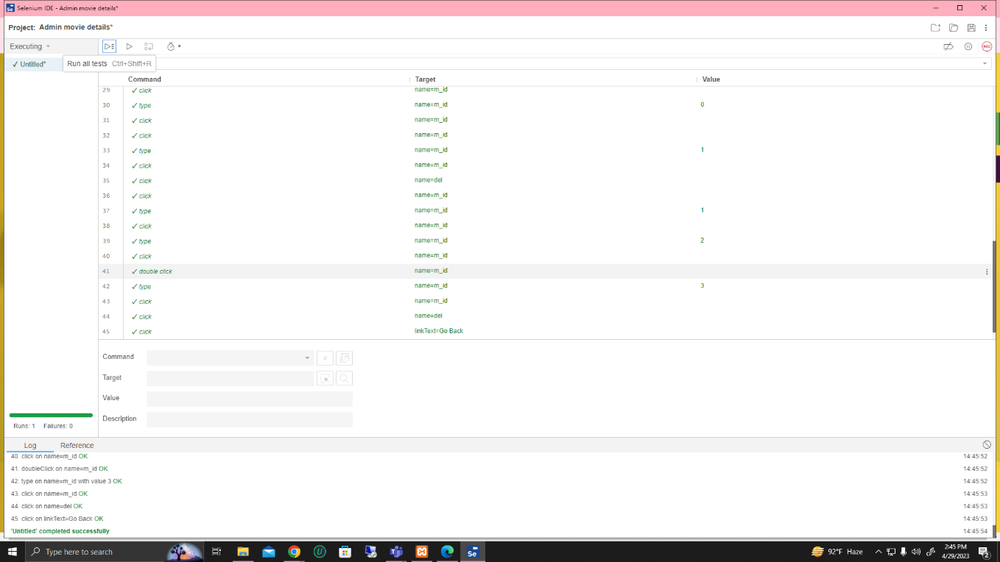 Selenium IDE - Admin movie details*
Project: Admin movie details*
Executing
REC
✓ Untitled*
Run all tests Ctrl+Shift+R
Command Target Value
29 ✓ click name=m_id
30 ✓ type name=m_id 0
31 ✓ click name=m_id
32 ✓ click name=m_id
33 ✓ type name=m_id 1
34 ✓ click name=m_id
35 ✓ click name=del
36 ✓ click name=m_id
37 ✓ type name=m_id 1
38 ✓ click name=m_id
39 ✓ type name=m_id 2
40 ✓ click name=m_id
41 ✓ double click name=m_id
42 ✓ type name=m_id 3
43 ✓ click name=m_id
44 ✓ click name=del
45 ✓ click linkText=Go Back
Command
//
Target
Value
Description
Runs: 1 Failures: 0
Log Reference
40. click on name=m_id OK 14:45:52
41. doubleClick on name=m_id OK 14:45:52
42. type on name=m_id with value 3 OK 14:45:52
43. click on name=m_id OK 14:45:53
44. click on name=del OK 14:45:53
45. click on linkText=Go Back OK 14:45:53
'Untitled' completed successfully 14:45:54
Type here to search
Se
92°F Haze
2:45 PM
4/29/2023
2